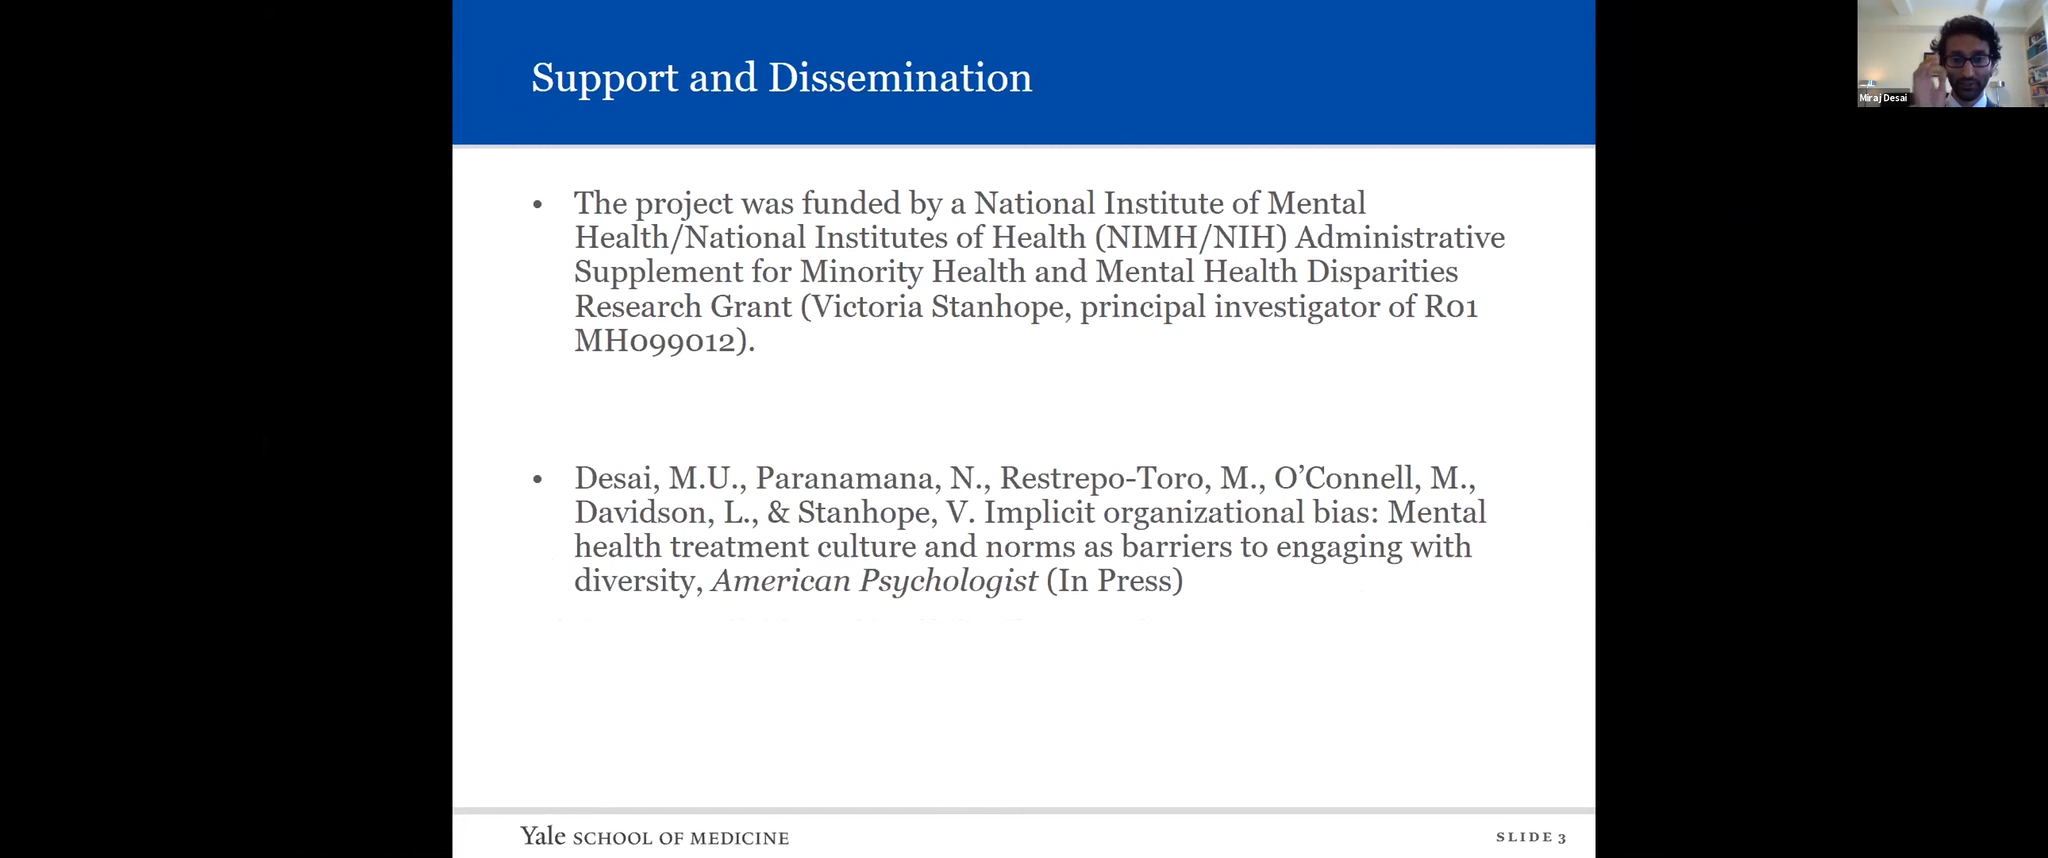 Support and Dissemination
Miraj Desai
• The project was funded by a National Institute of Mental
Health/National Institutes of Health (NIMH/NIH) Administrative
Supplement for Minority Health and Mental Health Disparities
Research Grant (Victoria Stanhope, principal investigator of R01
MH099012).
• Desai, M.U., Paranamana, N., Restrepo-Toro, M., O’Connell, M.,
Davidson, L., & Stanhope, V. Implicit organizational bias: Mental
health treatment culture and norms as barriers to engaging with
diversity, American Psychologist (In Press)
Yale SCHOOL OF MEDICINE
SLIDE 3